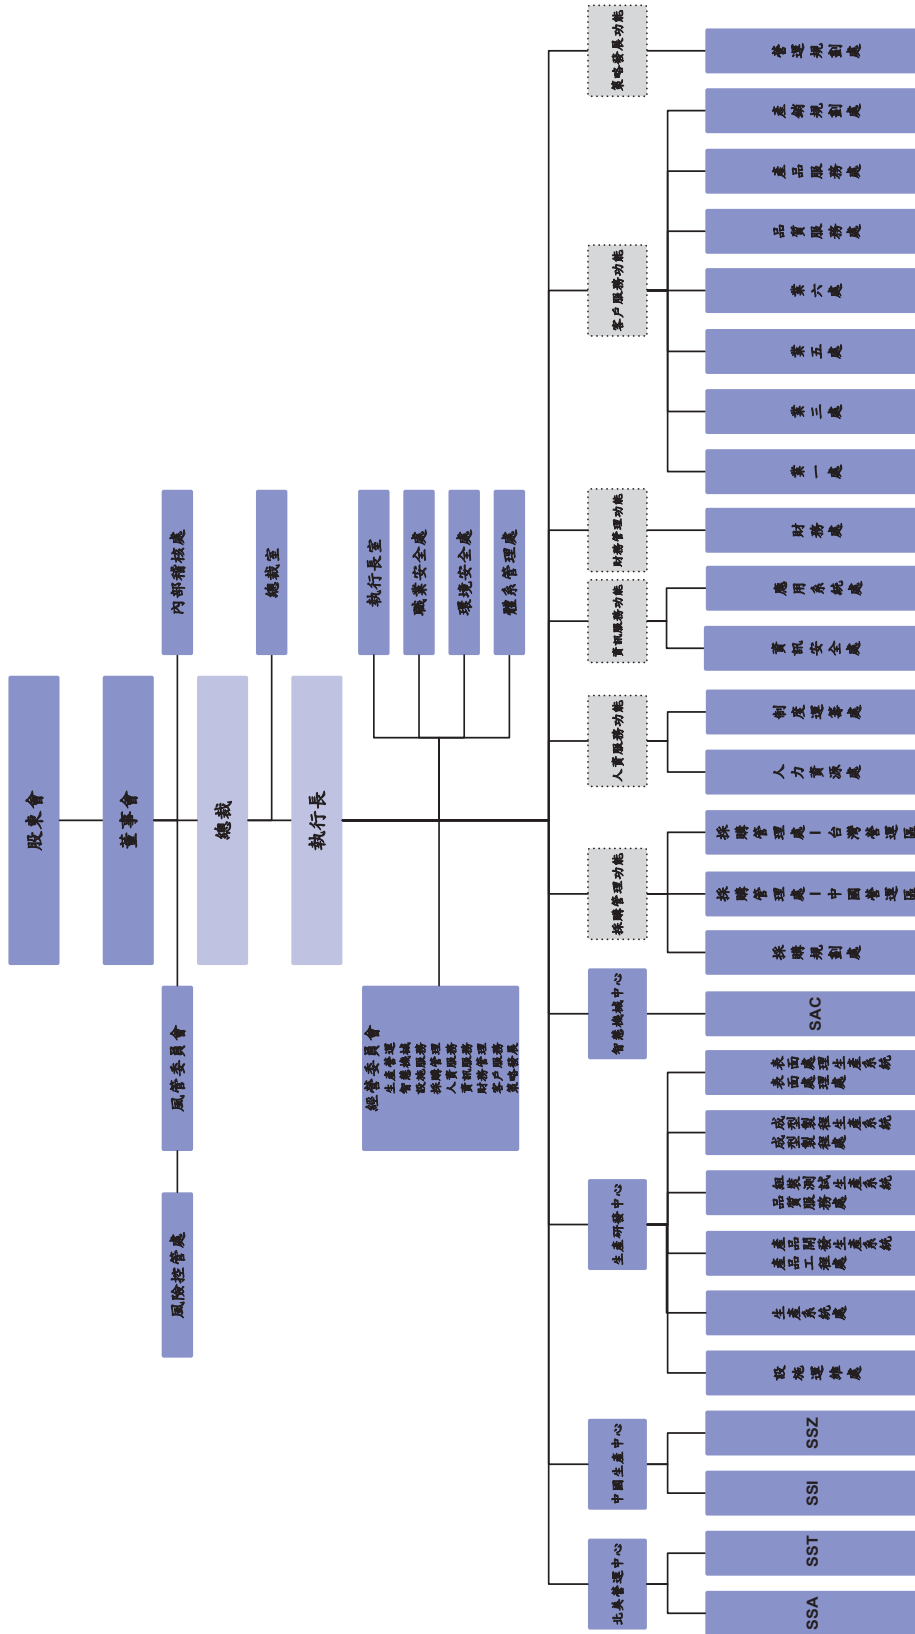 股東會
董事會
風險控管處
風管委員會
內部稽核處
總裁
總裁室
執行長
經營委員會
生產營運
智慧機械
設施服務
採購管理
人資服務
資訊服務
財務管理
客戶服務
策略發展
執行長室
職業安全處
環境安全處
體系管理處
北美營運中心
中國生產中心
生產研發中心
智慧機械中心
採購管理功能
人資服務功能
資訊服務功能
財務管理功能
客戶服務功能
策略發展功能
SSA
SST
SSI
SSZ
設施運維處
生產系統處
產品開發生產系統
產品工程處
組裝測試生產系統
品質服務處
成型製程生產系統
成型製程處
表面處理生產系統
表面處理處
SAC
採購規劃處
採購管理處－中國營運區
採購管理處－台灣營運區
人力資源處
制度運籌處
資訊安全處
應用系統處
財務處
業一處
業三處
業五處
業六處
品質服務處
產品服務處
產銷規劃處
營運規劃處